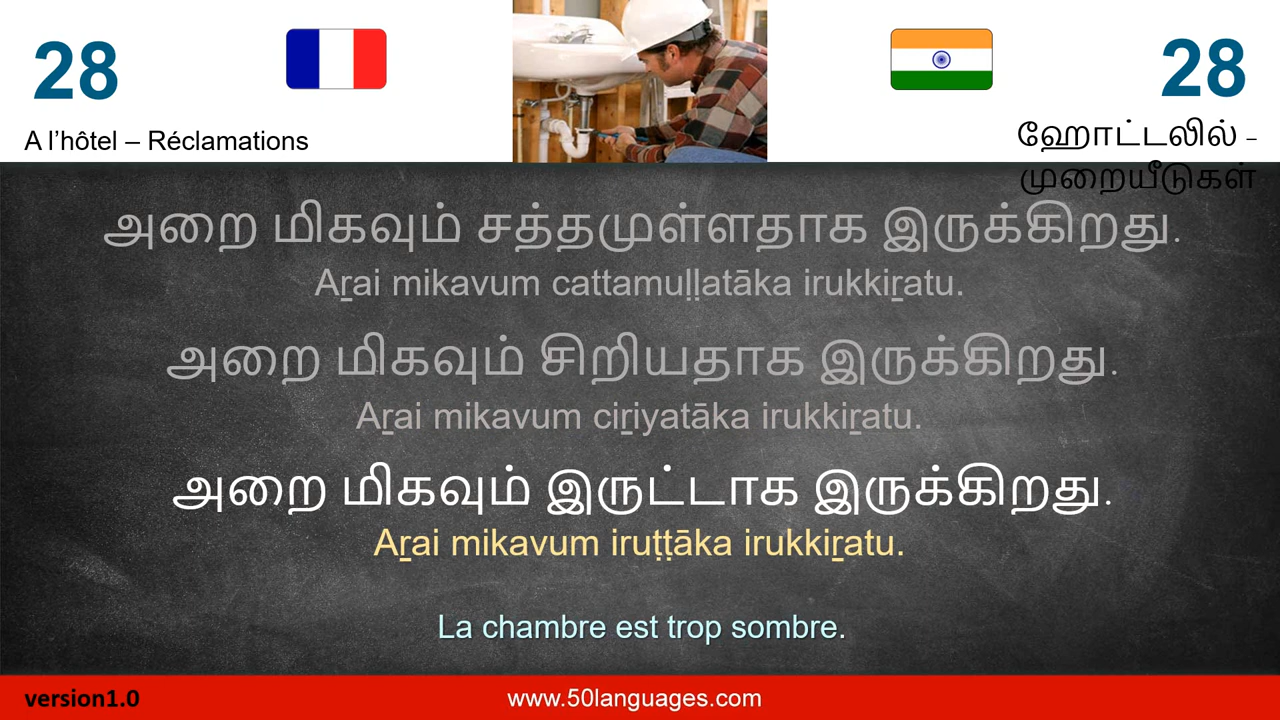 28
28
A l’hôtel – Réclamations
ஹோட்டலில் –
முறையீடுகள்
அறை மிகவும் சத்தமுள்ளதாக இருக்கிறது.
Aṟai mikavum cattamuḷḷatāka irukkiṟatu.
அறை மிகவும் சிறியதாக இருக்கிறது.
Aṟai mikavum ciṟiyatāka irukkiṟatu.
அறை மிகவும் இருட்டாக இருக்கிறது.
Aṟai mikavum iruṭṭāka irukkiṟatu.
La chambre est trop sombre.
version1.0
www.50languages.com